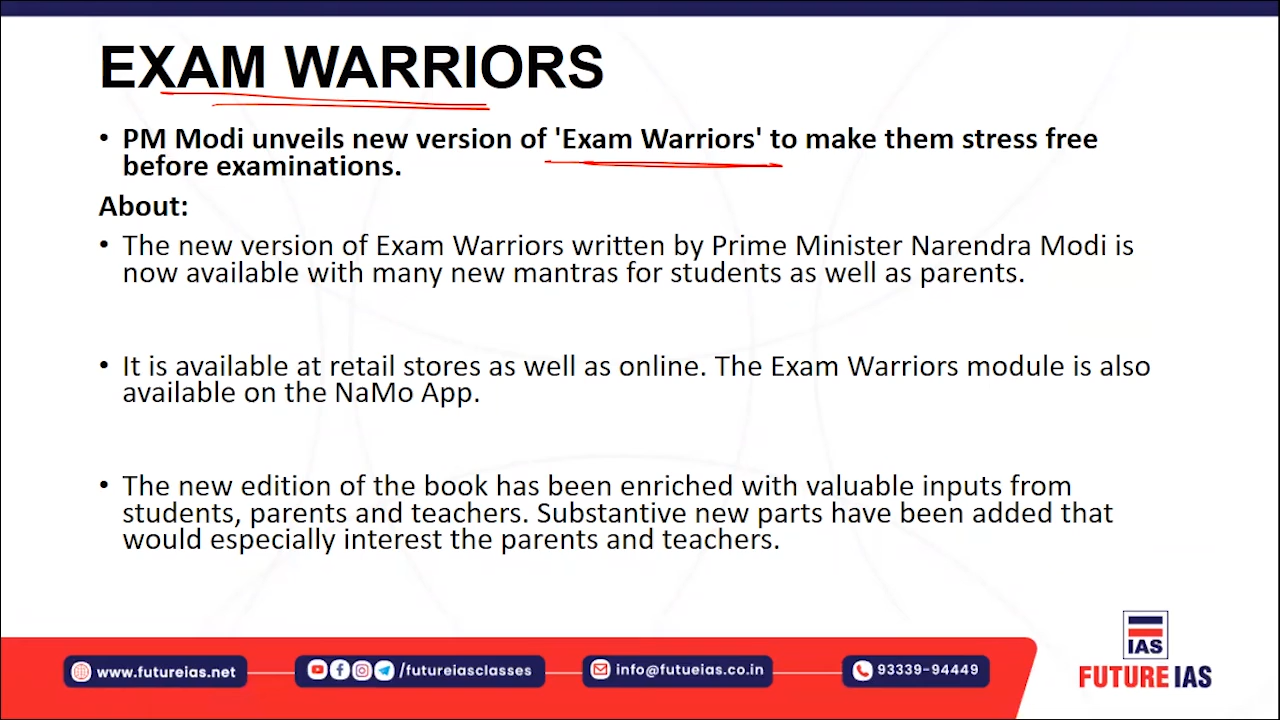 EXAM WARRIORS
• PM Modi unveils new version of 'Exam Warriors' to make them stress free
before examinations.
About:
• The new version of Exam Warriors written by Prime Minister Narendra Modi is
now available with many new mantras for students as well as parents.
• It is available at retail stores as well as online. The Exam Warriors module is also
available on the NaMo App.
• The new edition of the book has been enriched with valuable inputs from
students, parents and teachers. Substantive new parts have been added that
would especially interest the parents and teachers.
IAS
FUTURE IAS
www.futureias.net
/futureiasclasses
info@futueias.co.in
93339-94449